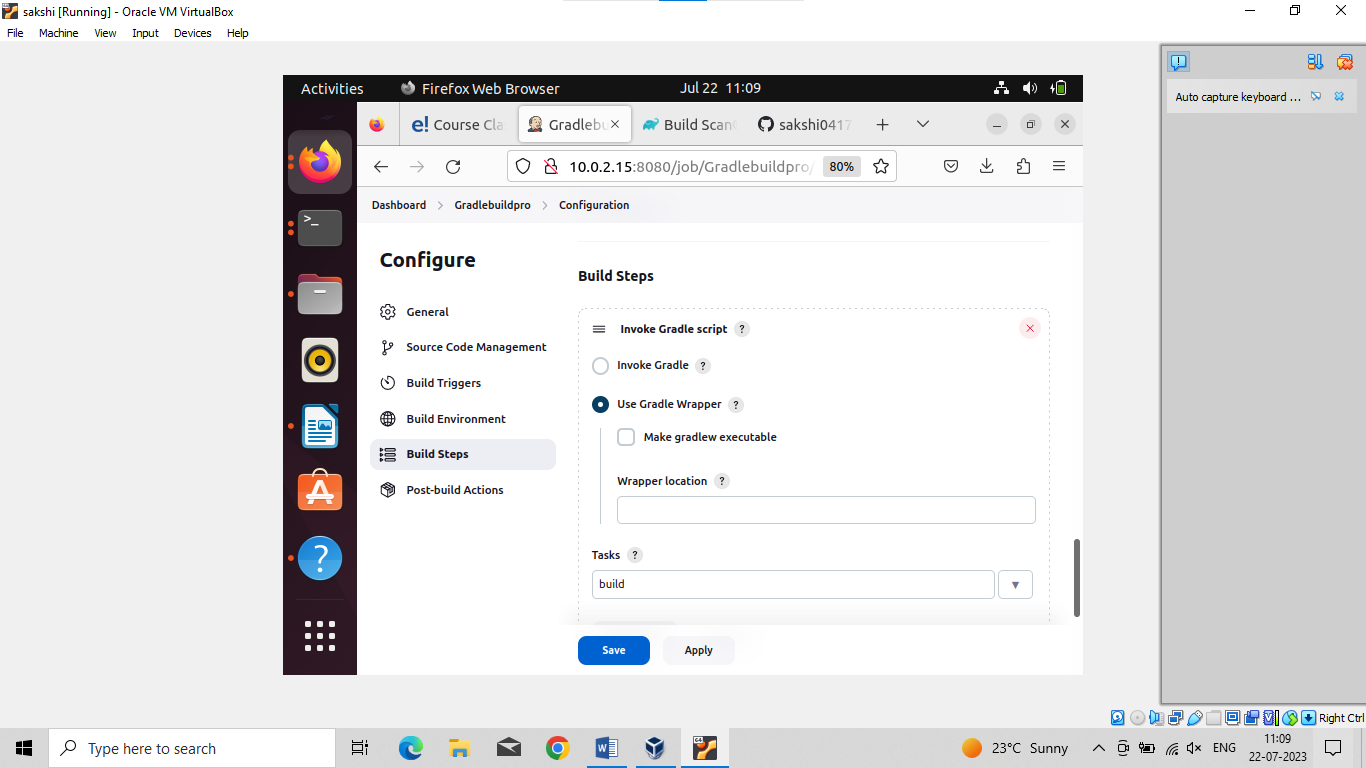 sakshi [Running] - Oracle VM VirtualBox
File Machine View Input Devices Help
Auto capture keyboard ...
Activities Firefox Web Browser Jul 22 11:09
e! Course Cla Gradlebu Build Scan sakshi0417
10.0.2.15:8080/job/Gradlebuildpro/ 80%
Dashboard Gradlebuildpro Configuration
Configure
General
Source Code Management
Build Triggers
Build Environment
Build Steps
Post-build Actions
Build Steps
Invoke Gradle script ?
Invoke Gradle ?
Use Gradle Wrapper ?
Make gradlew executable
Wrapper location ?
Tasks ?
build
Save Apply
Right Ctrl
Type here to search
23°C Sunny
ENG
11:09
22-07-2023